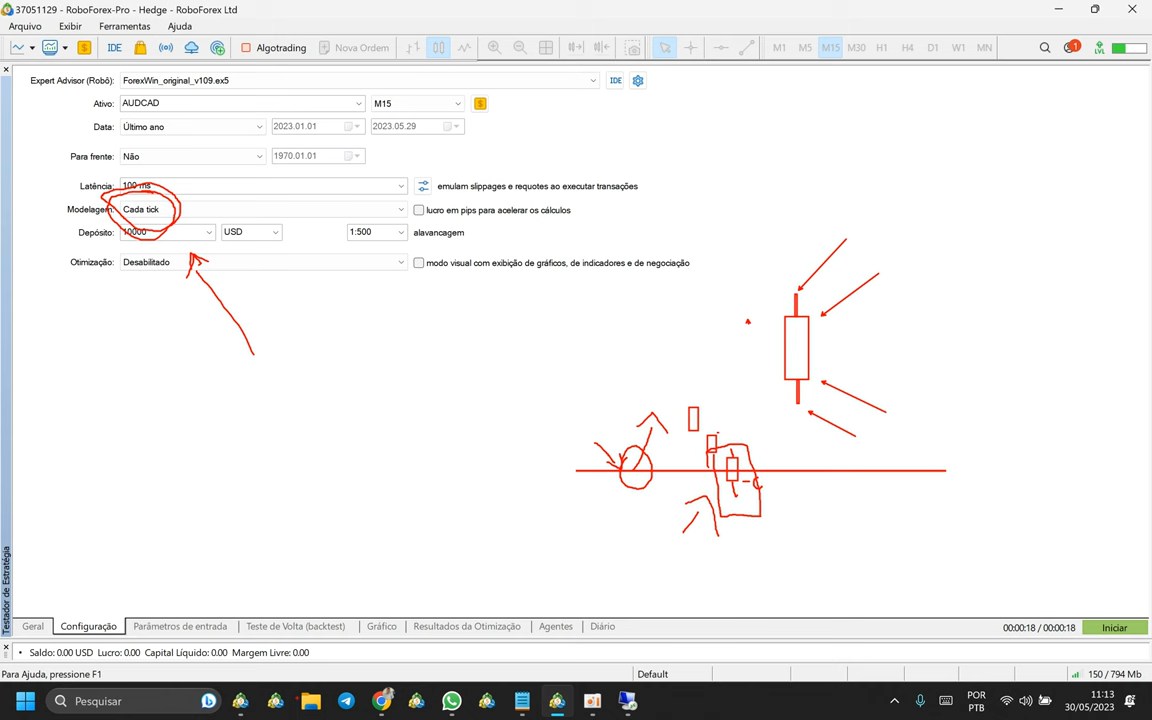 37051129 - RoboForex-Pro - Hedge - RoboForex Ltd
Arquivo Exibir Ferramentas Ajuda
IDE Algotrading Nova Ordem M1 M5 M15 M30 H1 H4 D1 W1 MN 1 LVL
Expert Advisor (Robô): ForexWin_original_v109.ex5 IDE
Ativo: AUDCAD M15
Data: Último ano 2023.01.01 2023.05.29
Para frente: Não 1970.01.01
Latência: 100 ms emulam slippages e requotes ao executar transações
Modelagem: Cada tick lucro em pips para acelerar os cálculos
Depósito: 10000 USD 1:500 alavancagem
Otimização: Desabilitado modo visual com exibição de gráficos, de indicadores e de negociação
Testador de Estratégia
Geral Configuração Parâmetros de entrada Teste de Volta (backtest) Gráfico Resultados da Otimização Agentes Diário 00:00:18 / 00:00:18 Iniciar
Saldo: 0.00 USD Lucro: 0.00 Capital Líquido: 0.00 Margem Livre: 0.00
Para Ajuda, pressione F1 Default 150 / 794 Mb
Pesquisar POR 11:13
PTB 30/05/2023